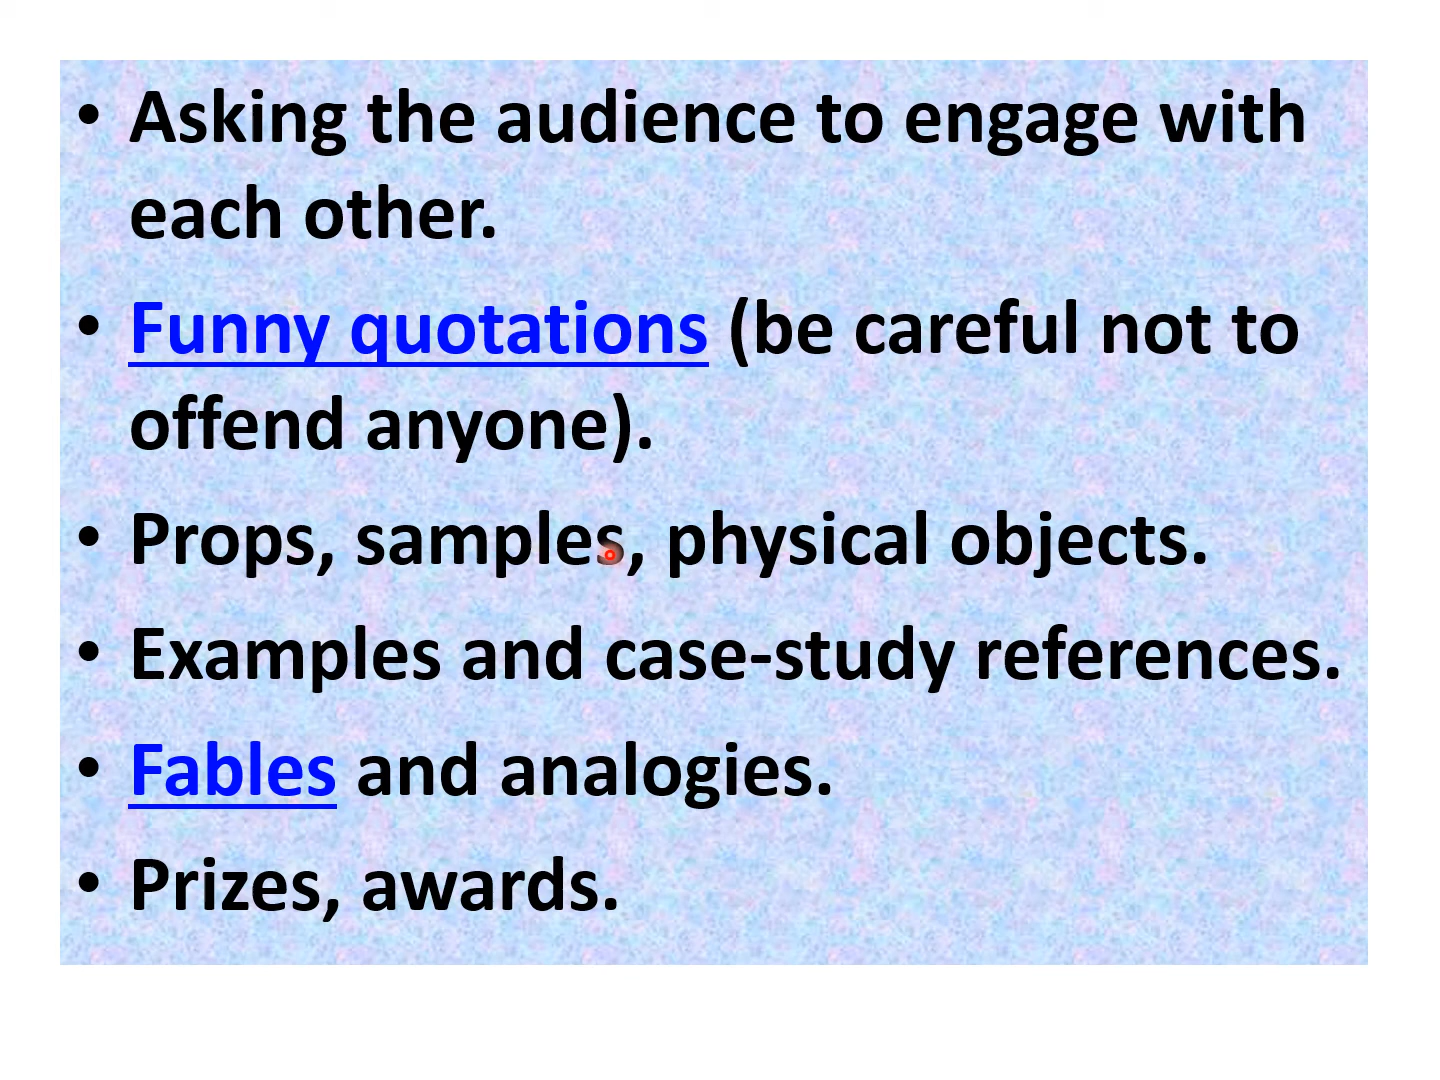 • Asking the audience to engage with
each other.
• Funny quotations (be careful not to
offend anyone).
• Props, samples, physical objects.
• Examples and case-study references.
• Fables and analogies.
• Prizes, awards.